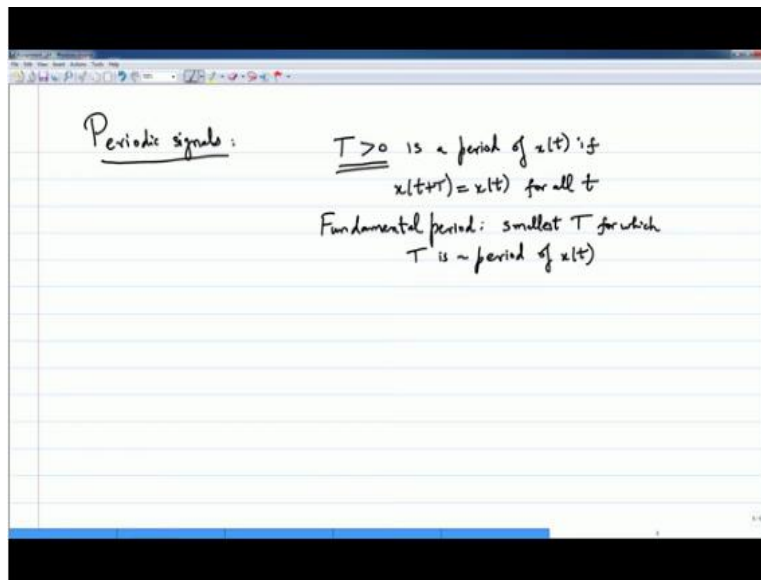 Periodic signals:
T>0 is a period of x(t) if
x(t+T) = x(t) for all t
Fundamental period: smallest T for which
T is a period of x(t)